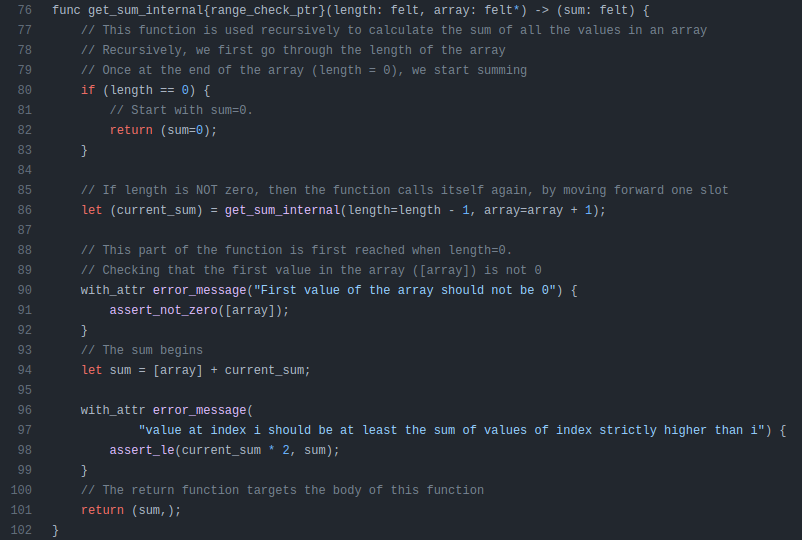 76 func get_sum_internal{range_check_ptr}(length: felt, array: felt*) -> (sum: felt) {
77     // This function is used recursively to calculate the sum of all the values in an array
78     // Recursively, we first go through the length of the array
79     // Once at the end of the array (length = 0), we start summing
80     if (length == 0) {
81         // Start with sum=0.
82         return (sum=0);
83     }
84
85     // If length is NOT zero, then the function calls itself again, by moving forward one slot
86     let (current_sum) = get_sum_internal(length=length - 1, array=array + 1);
87
88     // This part of the function is first reached when length=0.
89     // Checking that the first value in the array ([array]) is not 0
90     with_attr error_message("First value of the array should not be 0") {
91         assert_not_zero([array]);
92     }
93     // The sum begins
94     let sum = [array] + current_sum;
95
96     with_attr error_message(
97             "value at index i should be at least the sum of values of index strictly higher than i") {
98         assert_le(current_sum * 2, sum);
99     }
100     // The return function targets the body of this function
101     return (sum,);
102 }